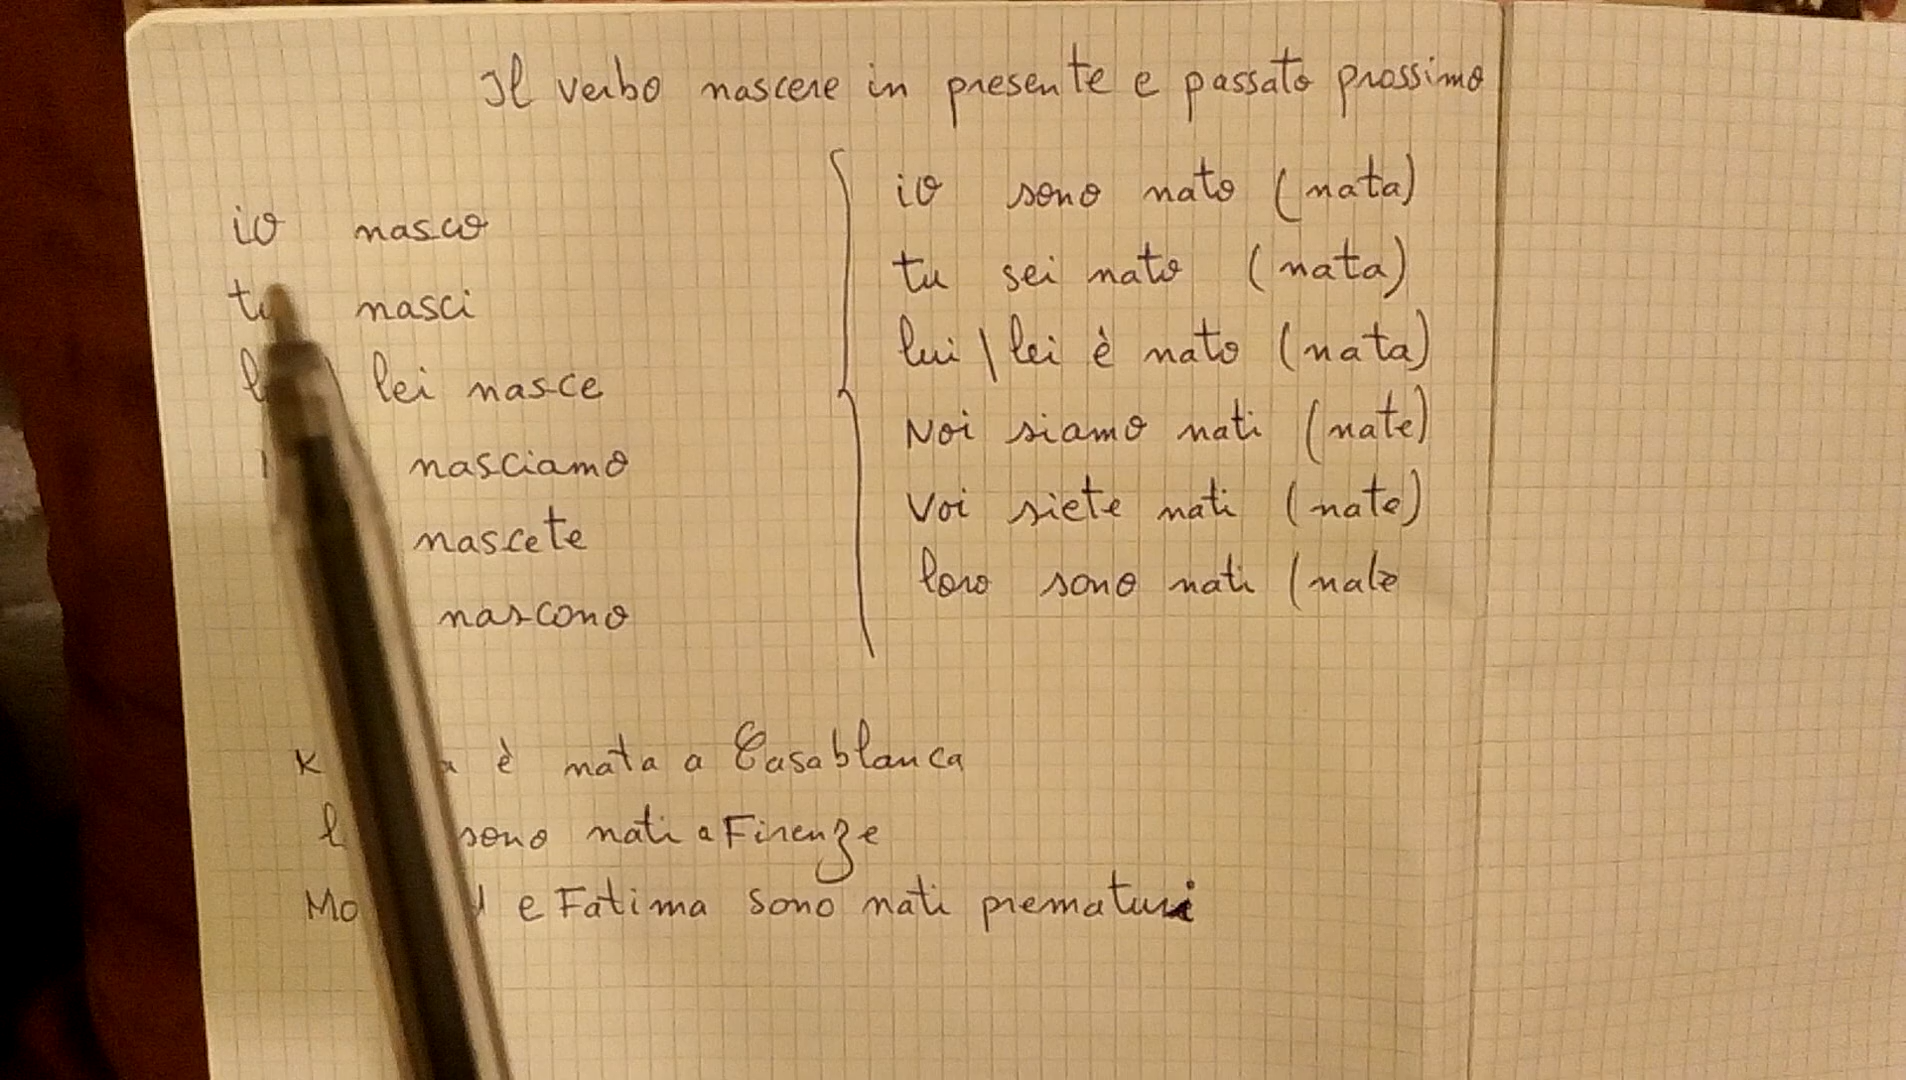 Il verbo nascere in presente e passato prossimo
io nasco
tu nasci
lei nasce
nasciamo
nascete
nascono
io sono nato (nata)
tu sei nato (nata)
lui \ lei è nato (nata)
Noi siamo nati (nate)
Voi siete nati (nate)
loro sono nati (nate
è nata a Casablanca
sono nati a Firenze
e Fatima sono nati prematuri